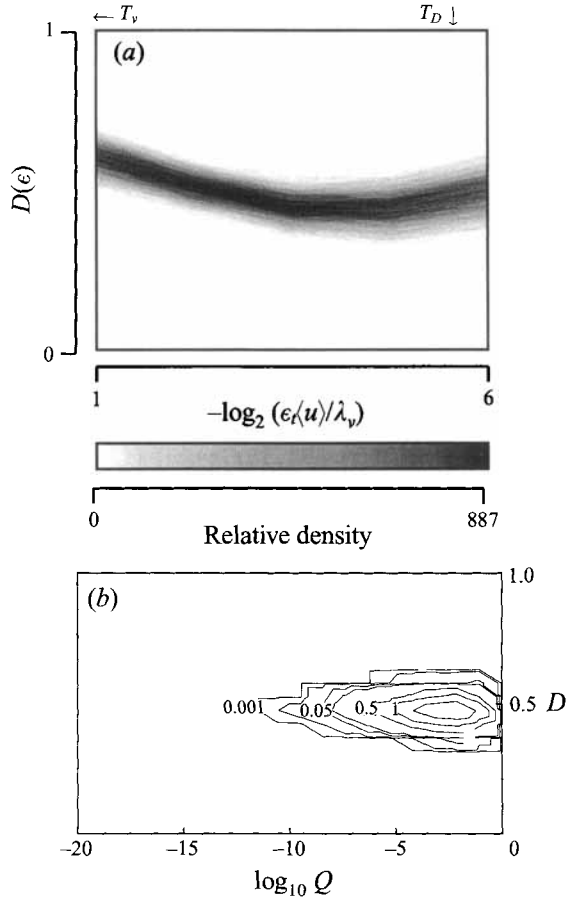 ← T_ν T_D ↓
1
(a)
D(ϵ)
0
1 6
−log₂ (ϵ_t⟨u⟩/λ_ν)
0 887
Relative density
(b)
1.0
0.001 0.05 0.5 1 0.5 D
−20 −15 −10 −5 0
log₁₀ Q